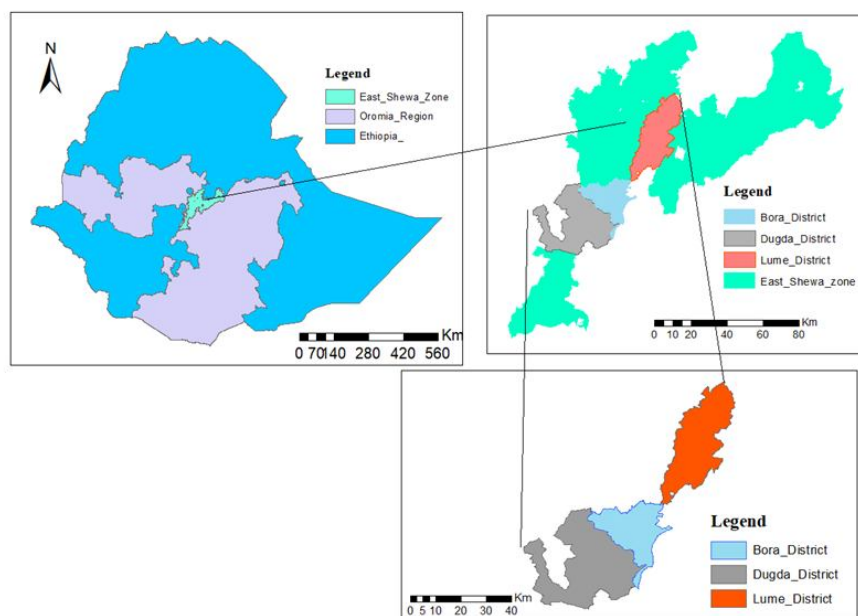 N
Legend
East_Shewa_Zone
Oromia_Region
Ethiopia_
Km
0 70140 280 420 560
Legend
Bora_District
Dugda_District
Lume_District
East_Shewa_zone
Km
0 5 10 20 40 60 80
Legend
Bora_District
Dugda_District
Lume_District
Km
0 5 10 20 30 40